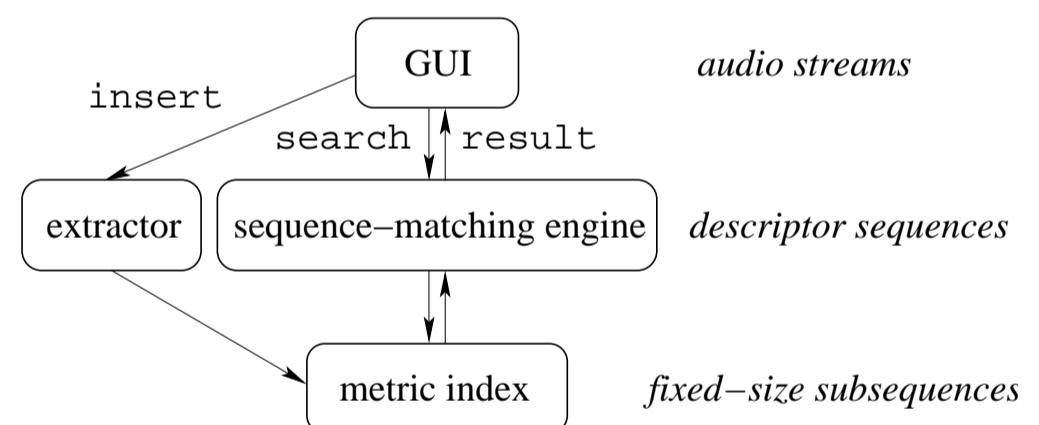 GUI
audio streams
insert
search
result
extractor
sequence–matching engine
descriptor sequences
metric index
fixed–size subsequences